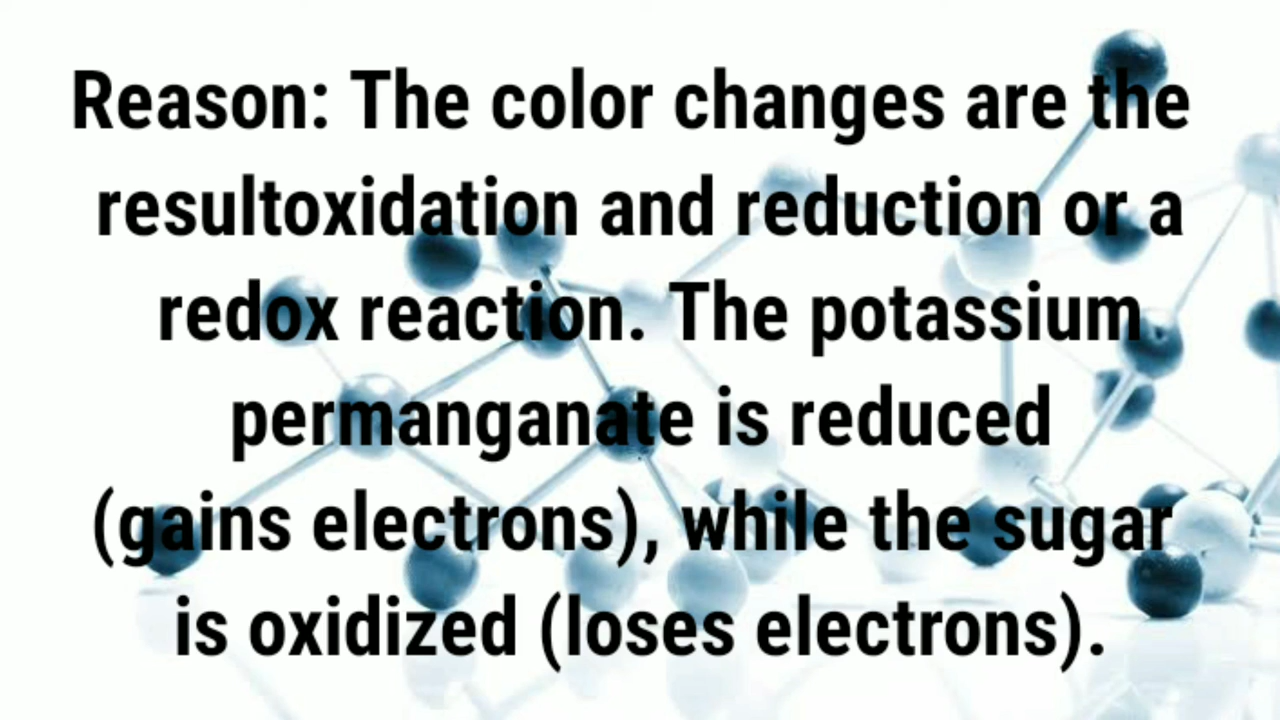 Reason: The color changes are the
resultoxidation and reduction or a
redox reaction. The potassium
permanganate is reduced
(gains electrons), while the sugar
is oxidized (loses electrons).